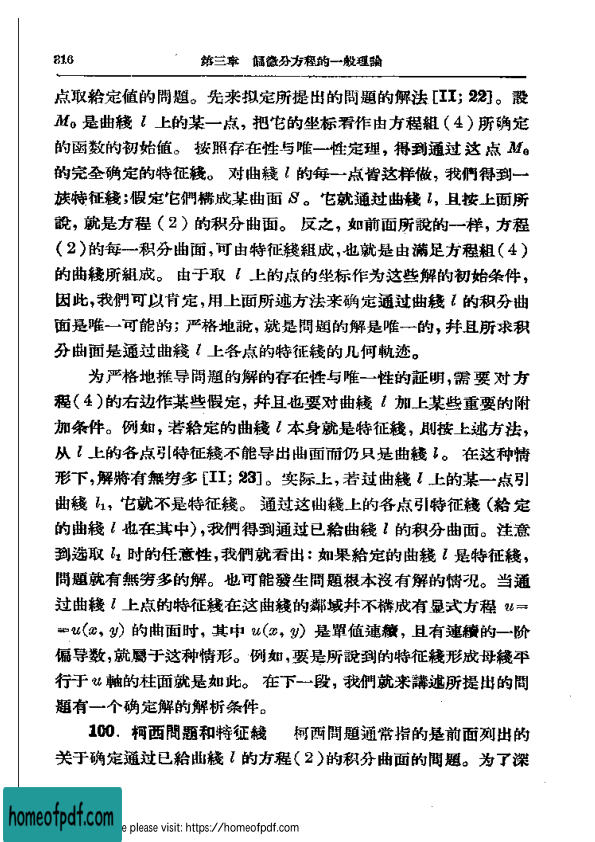 316 第三章 偏微分方程的一般理論
点取給定値的問題。先来拟定所提出的問題的解法[II; 22]。設
M₀ 是曲綫 l 上的某一点, 把它的坐标看作由方程組(4)所确定
的函数的初始値。按照存在性与唯一性定理, 得到通过这点 M₀
的完全确定的特征綫。对曲綫 l 的每一点皆这样做, 我們得到一
族特征綫;假定它們構成某曲面 S。它就通过曲綫 l, 且按上面所
說, 就是方程(2)的积分曲面。反之, 如前面所說的一样, 方程
(2)的每一积分曲面,可由特征綫組成,也就是由滿足方程組(4)
的曲綫所組成。由于取 l 上的点的坐标作为这些解的初始条件,
因此,我們可以肯定,用上面所述方法来确定通过曲綫 l 的积分曲
面是唯一可能的; 严格地說, 就是問題的解是唯一的, 幷且所求积
分曲面是通过曲綫 l 上各点的特征綫的几何軌迹。
为严格地推导問題的解的存在性与唯一性的証明,需要对方
程(4)的右边作某些假定, 幷且也要对曲綫 l 加上某些重要的附
加条件。例如, 若給定的曲綫 l 本身就是特征綫, 則按上述方法,
从 l 上的各点引特征綫不能导出曲面而仍只是曲綫 l。在这种情
形下,解將有無穷多[II; 23]。实际上,若过曲綫 l 上的某一点引
曲綫 l₁, 它就不是特征綫。通过这曲綫上的各点引特征綫(給定
的曲綫 l 也在其中),我們得到通过已給曲綫 l 的积分曲面。注意
到选取 l₁ 时的任意性,我們就看出: 如果給定的曲綫 l 是特征綫,
問題就有無穷多的解。也可能發生問題根本沒有解的情况。当通
过曲綫 l 上点的特征綫在这曲綫的鄰域幷不構成有显式方程 u=
=u(x, y) 的曲面时, 其中 u(x, y) 是單值連續, 且有連續的一阶
偏导数,就屬于这种情形。例如,要是所說到的特征綫形成母綫平
行于 u 軸的柱面就是如此。在下一段, 我們就来講述所提出的問
題有一个确定解的解析条件。
100. 柯西問題和特征綫 柯西問題通常指的是前面列出的
关于确定通过已給曲綫 l 的方程(2)的积分曲面的問題。为了深
homeofpdf.com
e please visit: https://homeofpdf.com